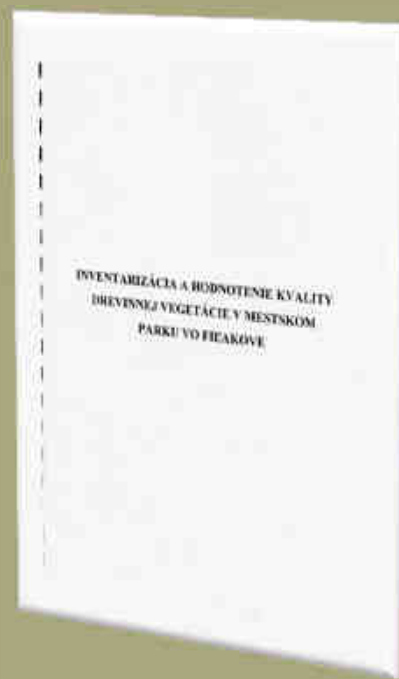 INVENTARIZÁCIA A HODNOTENIE KVALITY
DREVINNEJ VEGETÁCIE V MESTSKOM
PARKU VO FIĽAKOVE